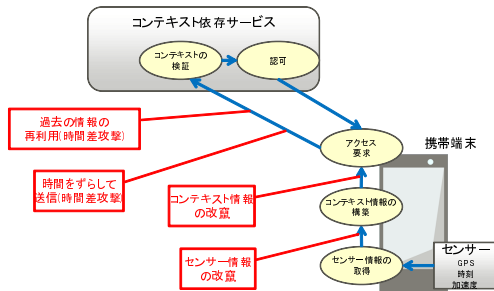 コンテキスト依存サービス
コンテキストの
検証
認可
過去の情報の
再利用(時間差攻撃)
アクセス
要求
携帯端末
時間をずらして
送信(時間差攻撃)
コンテキスト情報
の改竄
コンテキスト情報の
構築
センサー情報
の改竄
センサー情報の
取得
センサー
GPS
時刻
加速度